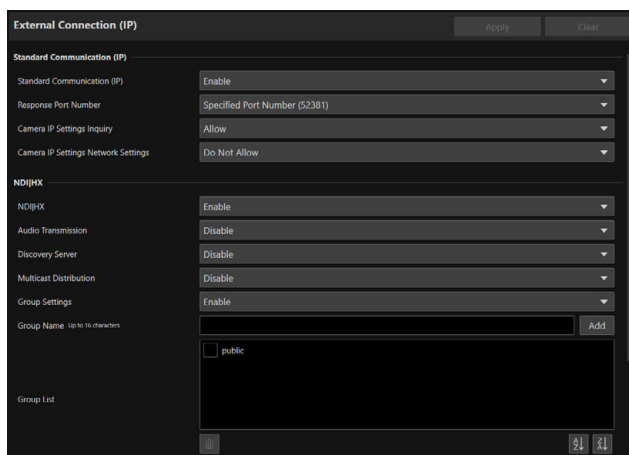 External Connection (IP)
Apply
Clear
Standard Communication (IP)
Standard Communication (IP)
Enable
Response Port Number
Specified Port Number (52381)
Camera IP Settings Inquiry
Allow
Camera IP Settings Network Settings
Do Not Allow
NDI|HX
NDI|HX
Enable
Audio Transmission
Disable
Discovery Server
Disable
Multicast Distribution
Disable
Group Settings
Enable
Group Name Up to 16 characters
Add
public
Group List
A Z
Z A